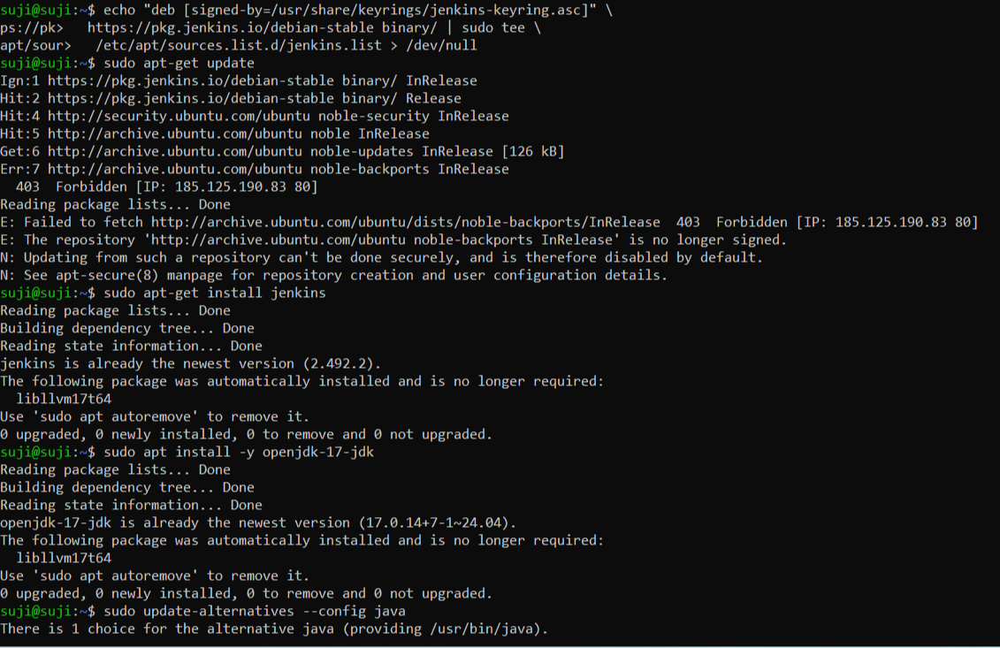 suji@suji:~$ echo "deb [signed-by=/usr/share/keyrings/jenkins-keyring.asc]" \
ps://pk>   https://pkg.jenkins.io/debian-stable binary/ | sudo tee \
apt/sour>   /etc/apt/sources.list.d/jenkins.list > /dev/null
suji@suji:~$ sudo apt-get update
Ign:1 https://pkg.jenkins.io/debian-stable binary/ InRelease
Hit:2 https://pkg.jenkins.io/debian-stable binary/ Release
Hit:4 http://security.ubuntu.com/ubuntu noble-security InRelease
Hit:5 http://archive.ubuntu.com/ubuntu noble InRelease
Get:6 http://archive.ubuntu.com/ubuntu noble-updates InRelease [126 kB]
Err:7 http://archive.ubuntu.com/ubuntu noble-backports InRelease
  403  Forbidden [IP: 185.125.190.83 80]
Reading package lists... Done
E: Failed to fetch http://archive.ubuntu.com/ubuntu/dists/noble-backports/InRelease  403  Forbidden [IP: 185.125.190.83 80]
E: The repository 'http://archive.ubuntu.com/ubuntu noble-backports InRelease' is no longer signed.
N: Updating from such a repository can't be done securely, and is therefore disabled by default.
N: See apt-secure(8) manpage for repository creation and user configuration details.
suji@suji:~$ sudo apt-get install jenkins
Reading package lists... Done
Building dependency tree... Done
Reading state information... Done
jenkins is already the newest version (2.492.2).
The following package was automatically installed and is no longer required:
  libllvm17t64
Use 'sudo apt autoremove' to remove it.
0 upgraded, 0 newly installed, 0 to remove and 0 not upgraded.
suji@suji:~$ sudo apt install -y openjdk-17-jdk
Reading package lists... Done
Building dependency tree... Done
Reading state information... Done
openjdk-17-jdk is already the newest version (17.0.14+7-1~24.04).
The following package was automatically installed and is no longer required:
  libllvm17t64
Use 'sudo apt autoremove' to remove it.
0 upgraded, 0 newly installed, 0 to remove and 0 not upgraded.
suji@suji:~$ sudo update-alternatives --config java
There is 1 choice for the alternative java (providing /usr/bin/java).